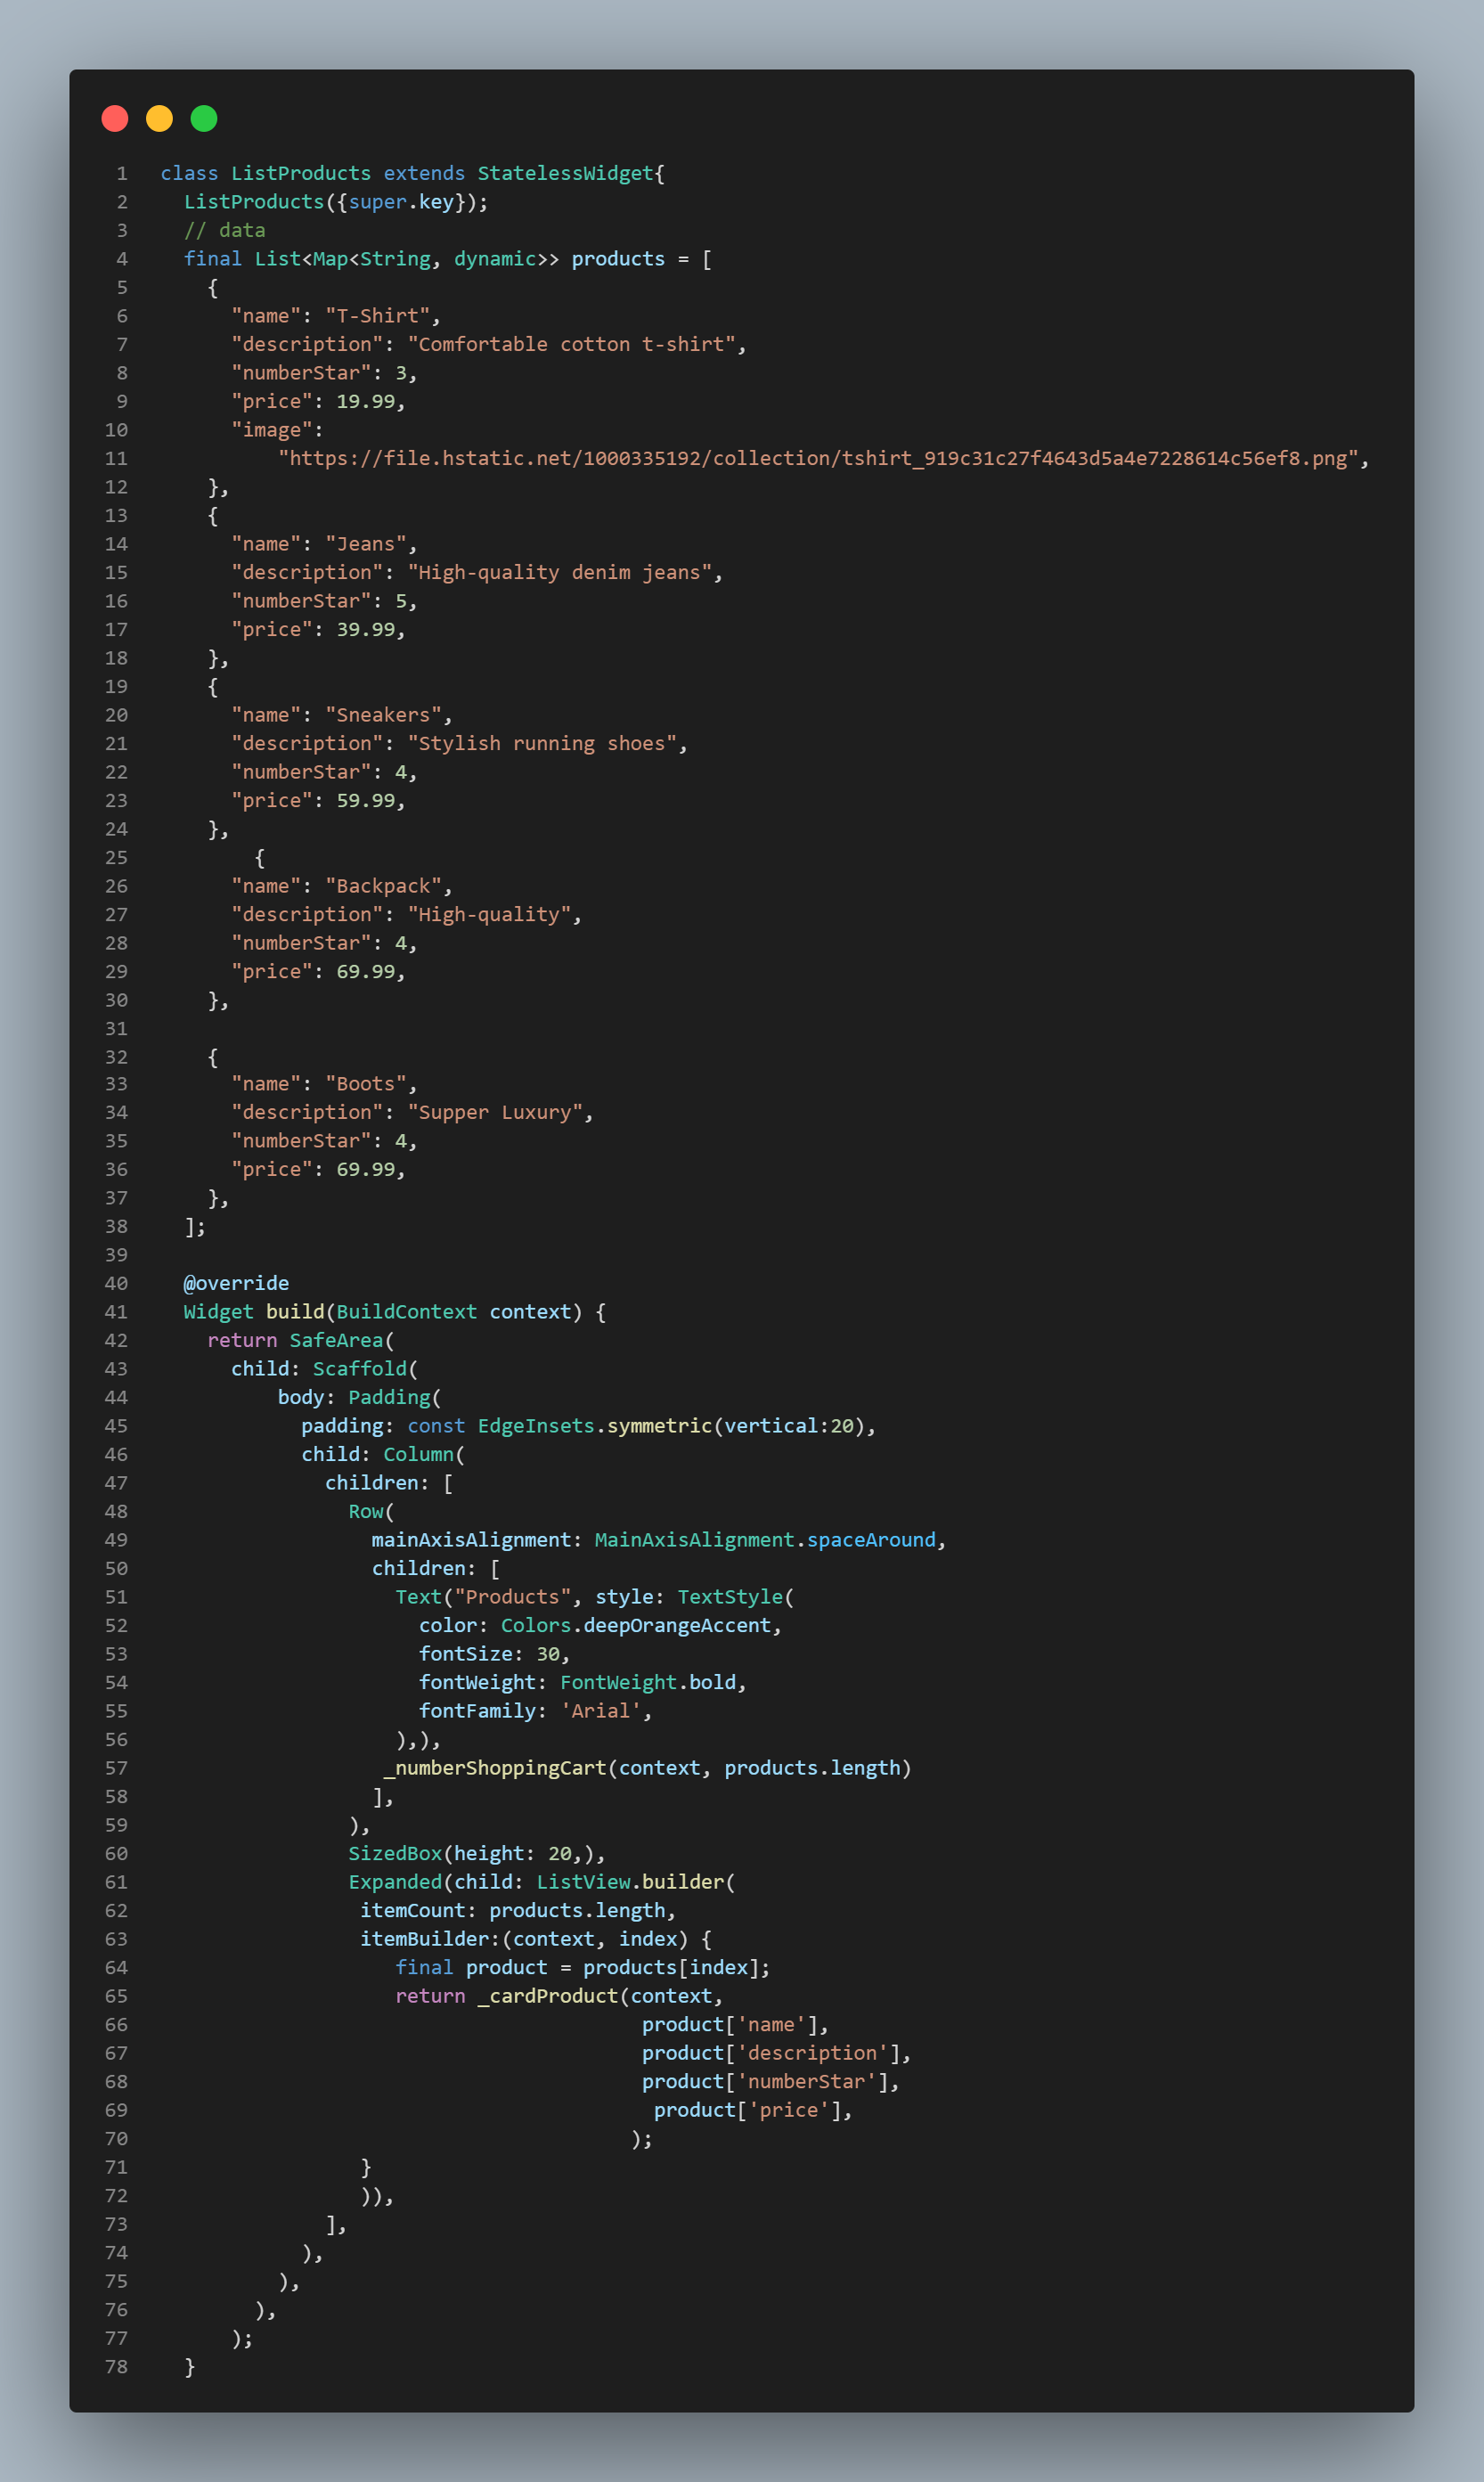 1 class ListProducts extends StatelessWidget{
2   ListProducts({super.key});
3   // data
4   final List<Map<String, dynamic>> products = [
5     {
6       "name": "T-Shirt",
7       "description": "Comfortable cotton t-shirt",
8       "numberStar": 3,
9       "price": 19.99,
10       "image":
11           "https://file.hstatic.net/1000335192/collection/tshirt_919c31c27f4643d5a4e7228614c56ef8.png",
12     },
13     {
14       "name": "Jeans",
15       "description": "High-quality denim jeans",
16       "numberStar": 5,
17       "price": 39.99,
18     },
19     {
20       "name": "Sneakers",
21       "description": "Stylish running shoes",
22       "numberStar": 4,
23       "price": 59.99,
24     },
25         {
26       "name": "Backpack",
27       "description": "High-quality",
28       "numberStar": 4,
29       "price": 69.99,
30     },
31
32     {
33       "name": "Boots",
34       "description": "Supper Luxury",
35       "numberStar": 4,
36       "price": 69.99,
37     },
38   ];
39
40   @override
41   Widget build(BuildContext context) {
42     return SafeArea(
43       child: Scaffold(
44           body: Padding(
45             padding: const EdgeInsets.symmetric(vertical:20),
46             child: Column(
47               children: [
48                 Row(
49                   mainAxisAlignment: MainAxisAlignment.spaceAround,
50                   children: [
51                     Text("Products", style: TextStyle(
52                       color: Colors.deepOrangeAccent,
53                       fontSize: 30,
54                       fontWeight: FontWeight.bold,
55                       fontFamily: 'Arial',
56                     ),),
57                    _numberShoppingCart(context, products.length)
58                   ],
59                 ),
60                 SizedBox(height: 20,),
61                 Expanded(child: ListView.builder(
62                  itemCount: products.length,
63                  itemBuilder:(context, index) {
64                     final product = products[index];
65                     return _cardProduct(context,
66                                          product['name'],
67                                          product['description'],
68                                          product['numberStar'],
69                                           product['price'],
70                                         );
71                  }
72                  )),
73               ],
74             ),
75           ),
76         ),
77       );
78   }